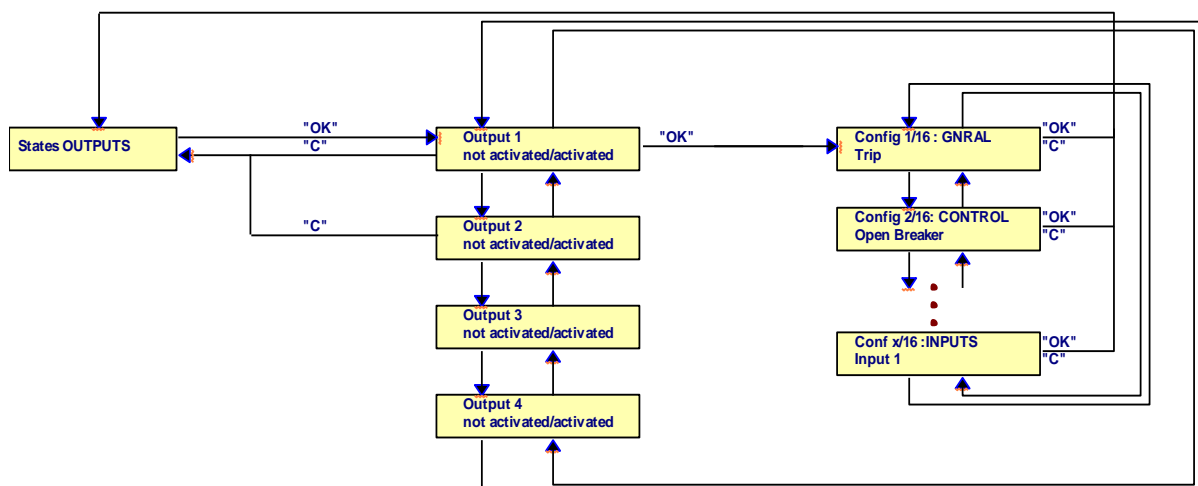 States OUTPUTS
"OK"
"C"
"C"
Output 1
not activated/activated
Output 2
not activated/activated
Output 3
not activated/activated
Output 4
not activated/activated
"OK"
Config 1/16 : GNRAL
Trip
"OK"
"C"
Config 2/16: CONTROL
Open Breaker
"OK"
"C"
Conf x/16 :INPUTS
Input 1
"OK"
"C"